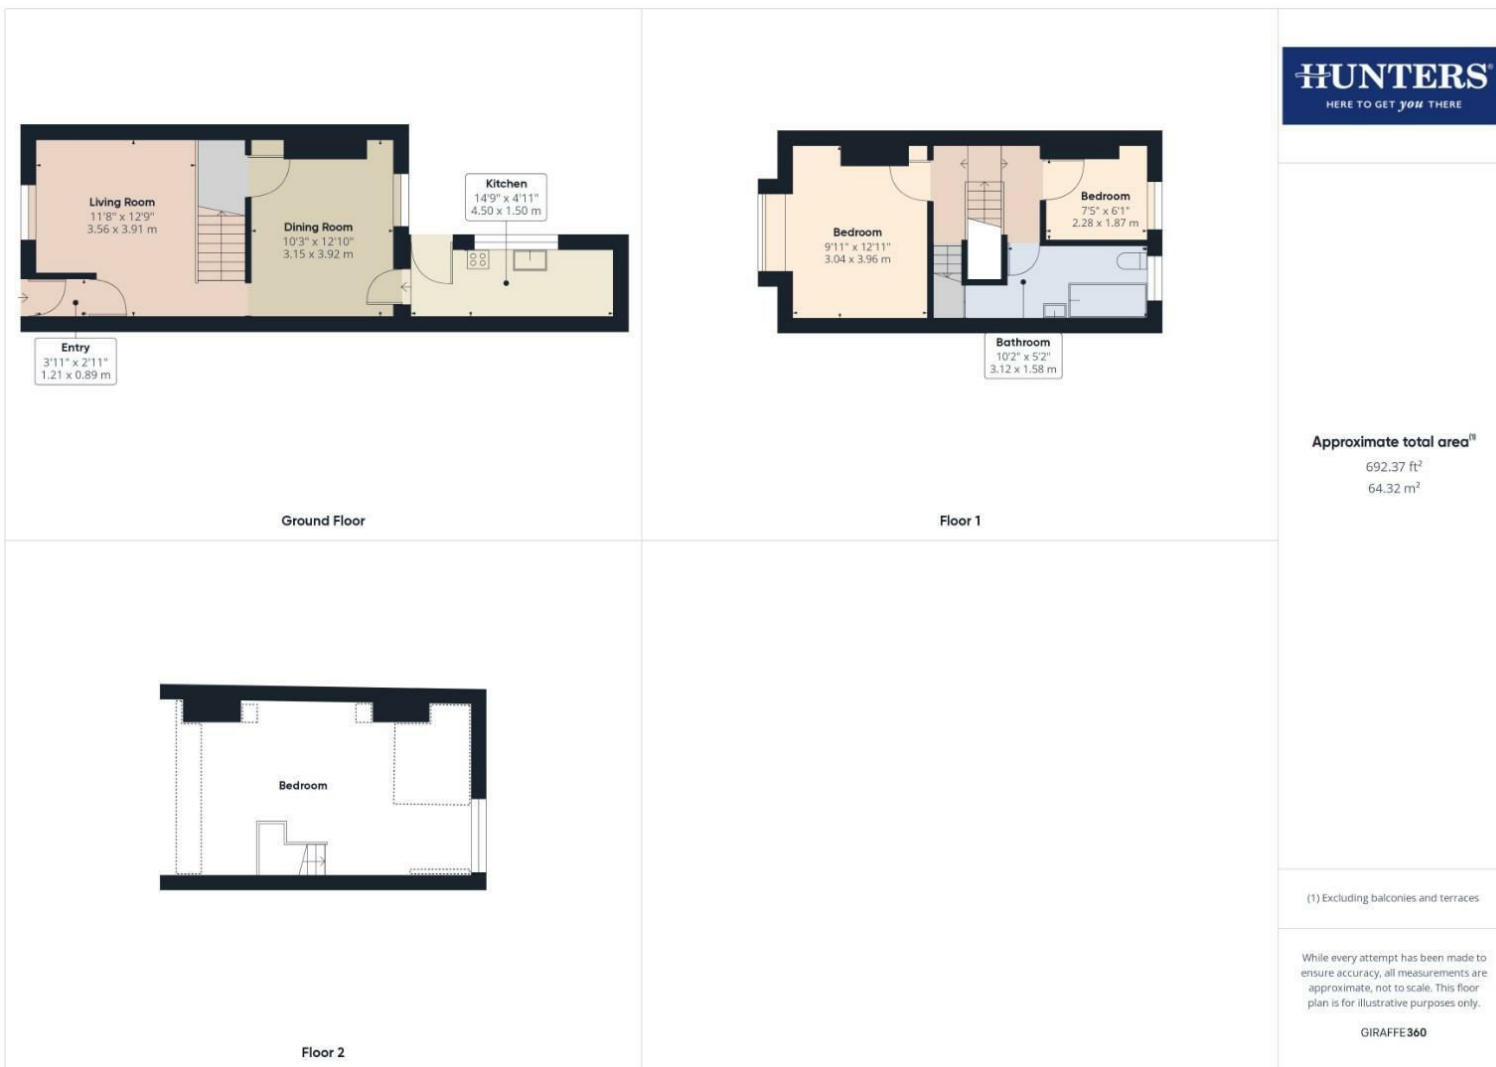 Living Room
11'8" x 12'9"
3.56 x 3.91 m
Dining Room
10'3" x 12'10"
3.15 x 3.92 m
Kitchen
14'9" x 4'11"
4.50 x 1.50 m
Entry
3'11" x 2'11"
1.21 x 0.89 m
Ground Floor
Bedroom
9'11" x 12'11"
3.04 x 3.96 m
Bedroom
7'5" x 6'1"
2.28 x 1.87 m
Bathroom
10'2" x 5'2"
3.12 x 1.58 m
Floor 1
Bedroom
Floor 2
HUNTERS®
HERE TO GET you THERE
Approximate total area(1)
692.37 ft²
64.32 m²
(1) Excluding balconies and terraces
While every attempt has been made to
ensure accuracy, all measurements are
approximate, not to scale. This floor
plan is for illustrative purposes only.
GIRAFFE360